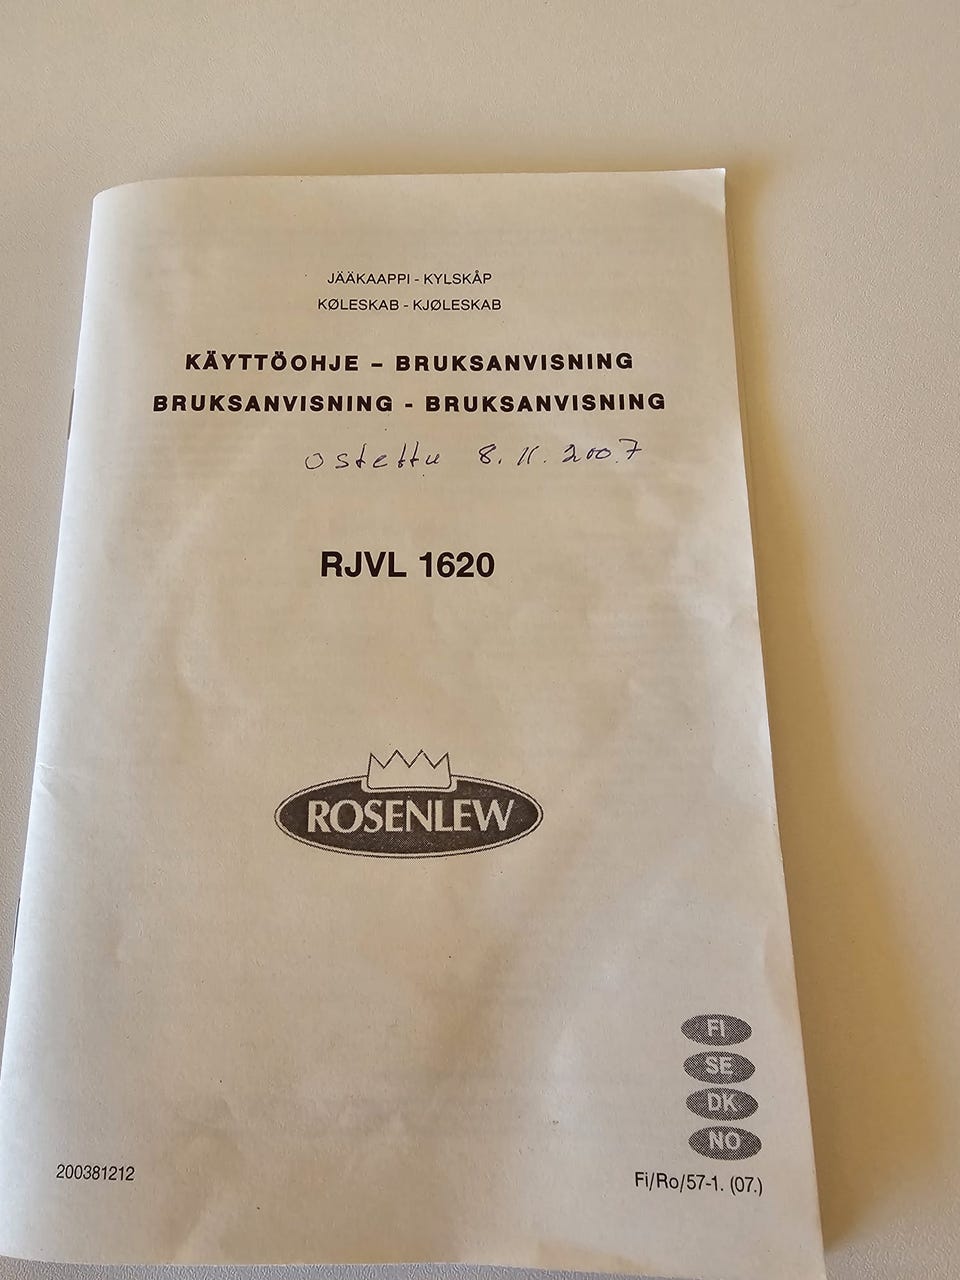 JÄÄKAAPPI - KYLSKÅP
KØLESKAB - KJØLESKAB
KÄYTTÖOHJE – BRUKSANVISNING
BRUKSANVISNING - BRUKSANVISNING
ostettu 8.11.2007
RJVL 1620
ROSENLEW
FI
SE
DK
NO
200381212
Fi/Ro/57-1. (07.)